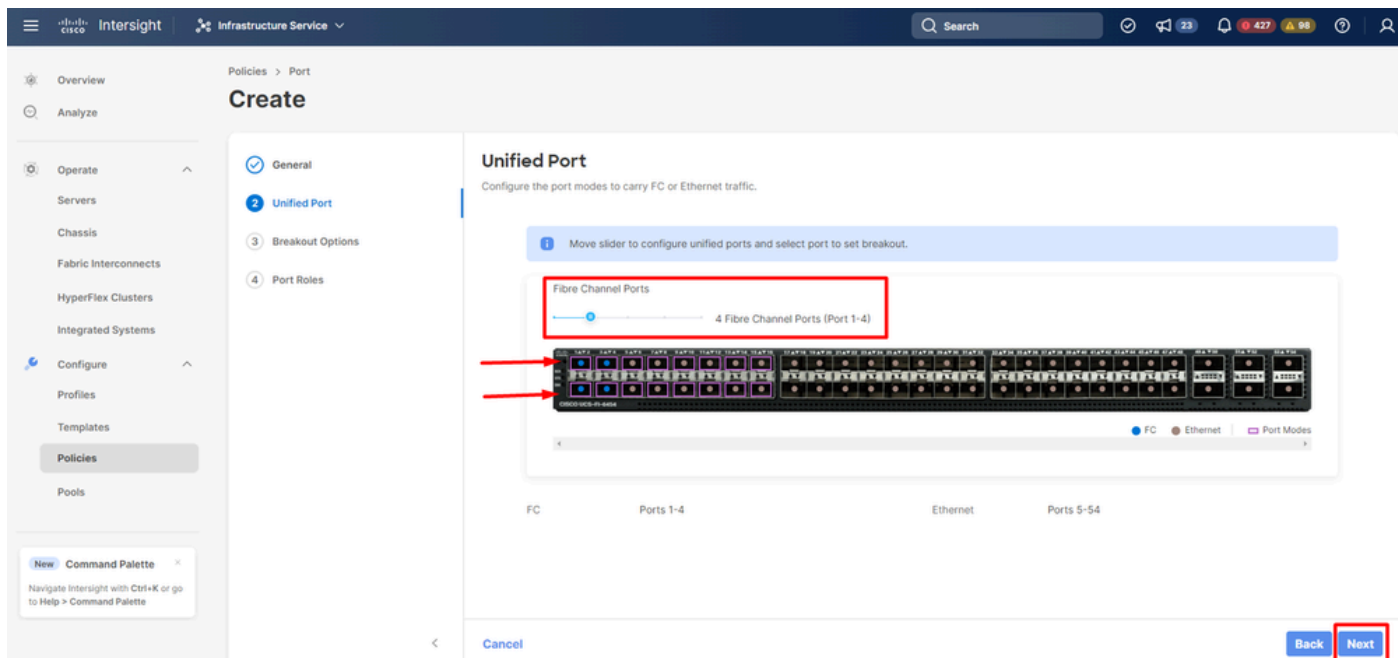 cisco Intersight
Infrastructure Service
Search
23
427
98
Overview
Analyze
Operate
Servers
Chassis
Fabric Interconnects
HyperFlex Clusters
Integrated Systems
Configure
Profiles
Templates
Policies
Pools
New Command Palette
Navigate Intersight with Ctrl+K or go
to Help > Command Palette
Policies > Port
Create
General
2 Unified Port
3 Breakout Options
4 Port Roles
Unified Port
Configure the port modes to carry FC or Ethernet traffic.
Move slider to configure unified ports and select port to set breakout.
Fibre Channel Ports
4 Fibre Channel Ports (Port 1-4)
CISCO UCS-FI-6454
FC Ethernet Port Modes
FC Ports 1-4 Ethernet Ports 5-54
Cancel Back Next